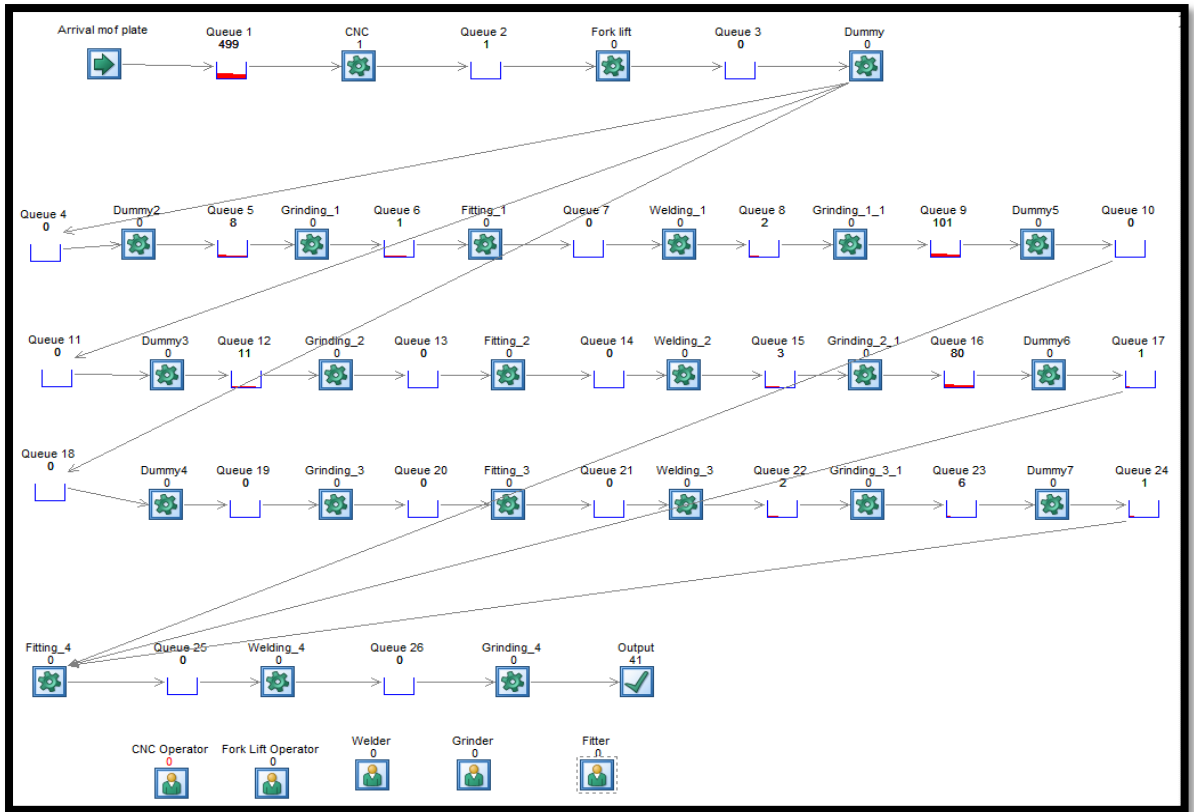 Arrival mof plate
Queue 1
499
CNC
1
Queue 2
1
Fork lift
0
Queue 3
0
Dummy
0
Queue 4
0
Dummy2
0
Queue 5
8
Grinding_1
0
Queue 6
1
Fitting_1
0
Queue 7
0
Welding_1
0
Queue 8
2
Grinding_1_1
0
Queue 9
101
Dummy5
0
Queue 10
0
Queue 11
0
Dummy3
0
Queue 12
11
Grinding_2
0
Queue 13
0
Fitting_2
0
Queue 14
0
Welding_2
0
Queue 15
3
Grinding_2_1
0
Queue 16
80
Dummy6
0
Queue 17
1
Queue 18
0
Dummy4
0
Queue 19
0
Grinding_3
0
Queue 20
0
Fitting_3
0
Queue 21
0
Welding_3
0
Queue 22
2
Grinding_3_1
0
Queue 23
6
Dummy7
0
Queue 24
1
Fitting_4
0
Queue 25
0
Welding_4
0
Queue 26
0
Grinding_4
0
Output
41
CNC Operator
0
Fork Lift Operator
0
Welder
0
Grinder
0
Fitter
0